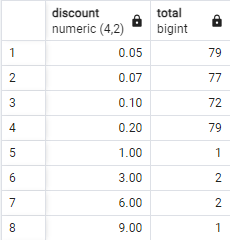 discount total
numeric (4,2) bigint
1 0.05 79
2 0.07 77
3 0.10 72
4 0.20 79
5 1.00 1
6 3.00 2
7 6.00 2
8 9.00 1